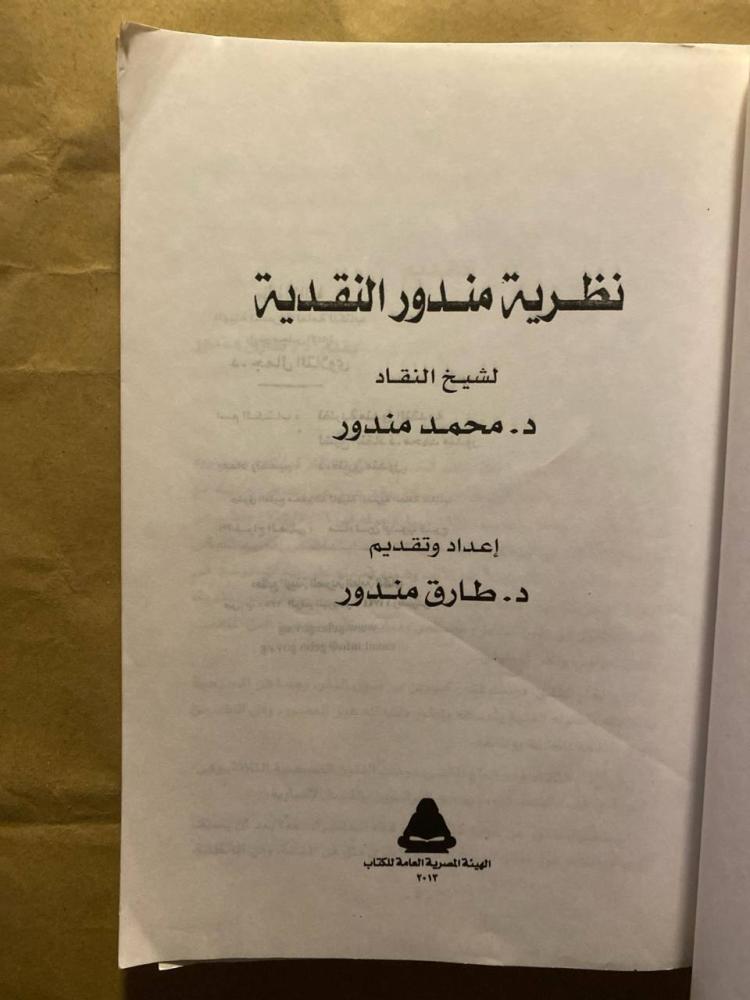 نظرية مندور النقدية
لشيخ النقاد
د. محمد مندور
إعداد وتقديم
د. طارق مندور
الهيئة المصرية العامة للكتاب
٢٠١٣